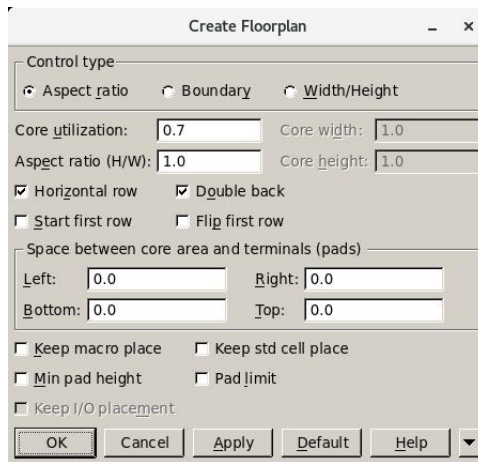 Create Floorplan
Control type
Aspect ratio Boundary Width/Height
Core utilization: 0.7 Core width: 1.0
Aspect ratio (H/W): 1.0 Core height: 1.0
Horizontal row Double back
Start first row Flip first row
Space between core area and terminals (pads)
Left: 0.0 Right: 0.0
Bottom: 0.0 Top: 0.0
Keep macro place Keep std cell place
Min pad height Pad limit
Keep I/O placement
OK Cancel Apply Default Help